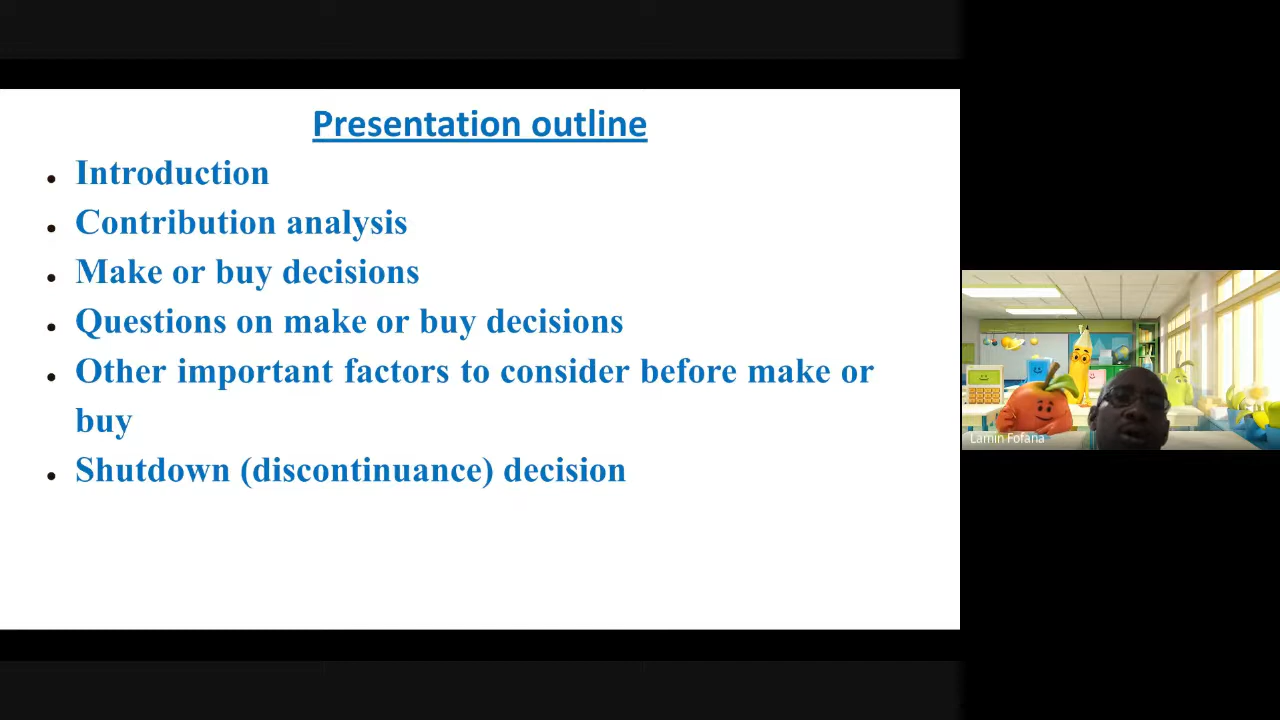 Presentation outline
• Introduction
• Contribution analysis
• Make or buy decisions
• Questions on make or buy decisions
• Other important factors to consider before make or
buy
• Shutdown (discontinuance) decision
Lamin Fofana